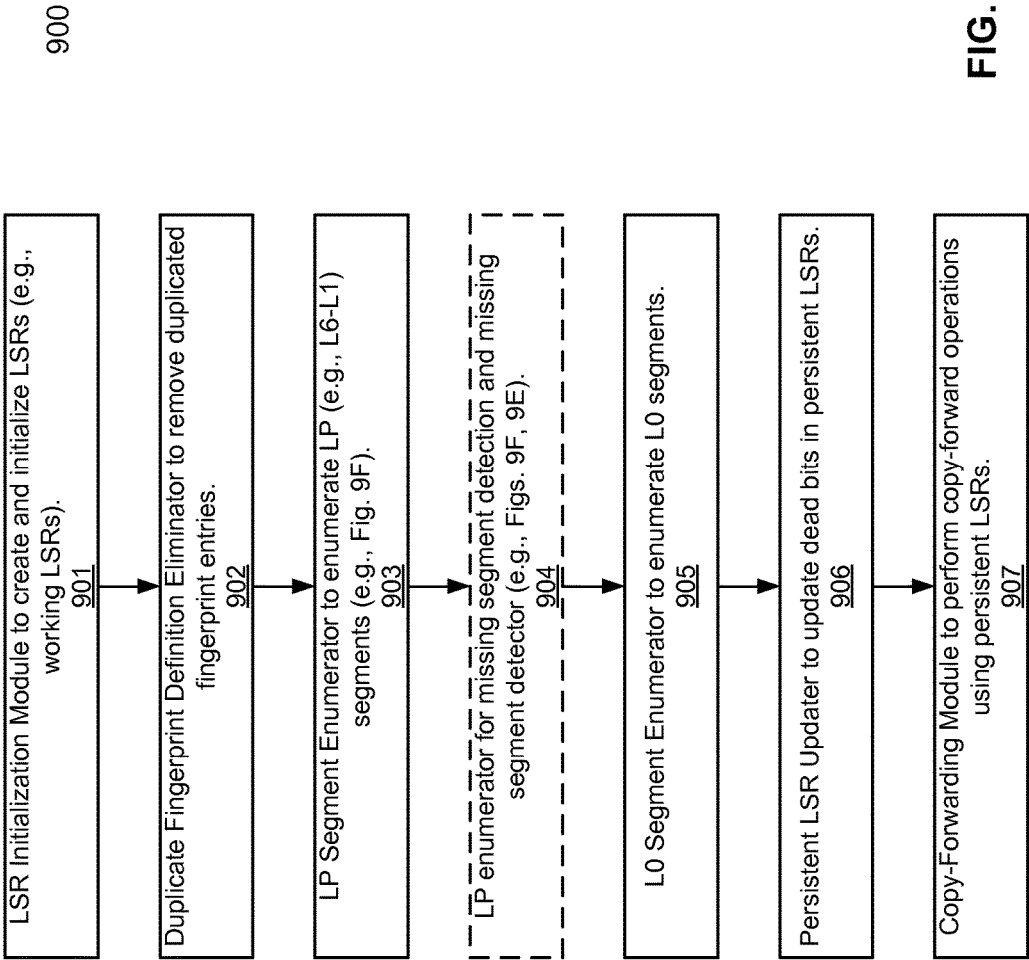 900
LSR Initialization Module to create and initialize LSRs (e.g.,
working LSRs).
901
Duplicate Fingerprint Definition Eliminator to remove duplicated
fingerprint entries.
902
LP Segment Enumerator to enumerate LP (e.g., L6-L1)
segments (e.g., Fig. 9F).
903
LP enumerator for missing segment detection and missing
segment detector (e.g., Figs. 9F, 9E).
904
L0 Segment Enumerator to enumerate L0 segments.
905
Persistent LSR Updater to update dead bits in persistent LSRs.
906
Copy-Forwarding Module to perform copy-forward operations
using persistent LSRs.
907
FIG.